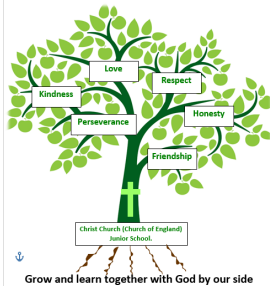 Love
Respect
Kindness
Honesty
Perseverance
Friendship
Christ Church (Church of England)
Junior School.
Grow and learn together with God by our side